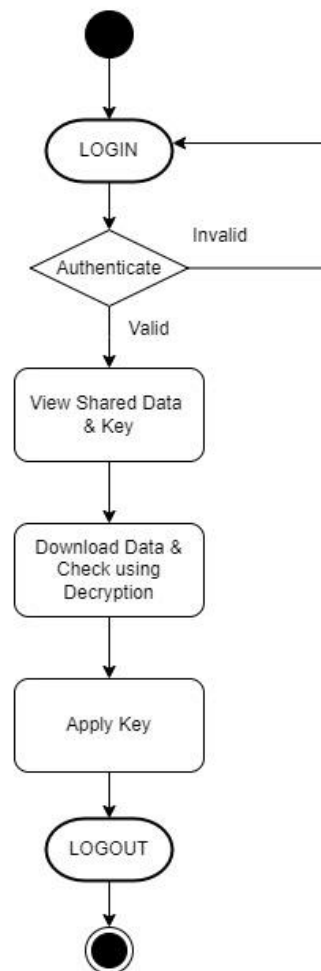 LOGIN
Invalid
Authenticate
Valid
View Shared Data
& Key
Download Data &
Check using
Decryption
Apply Key
LOGOUT